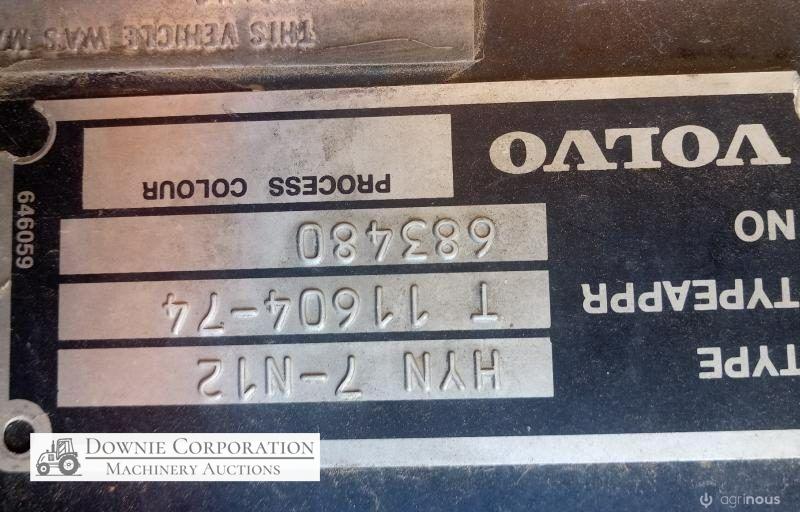 TYPE HYN 7-N12
TYPEAPPR T 11604-74
NO 683480
PROCESS COLOUR
VOLVO
646059
THIS VEHICLE WAS
DOWNIE CORPORATION
MACHINERY AUCTIONS
agrinous